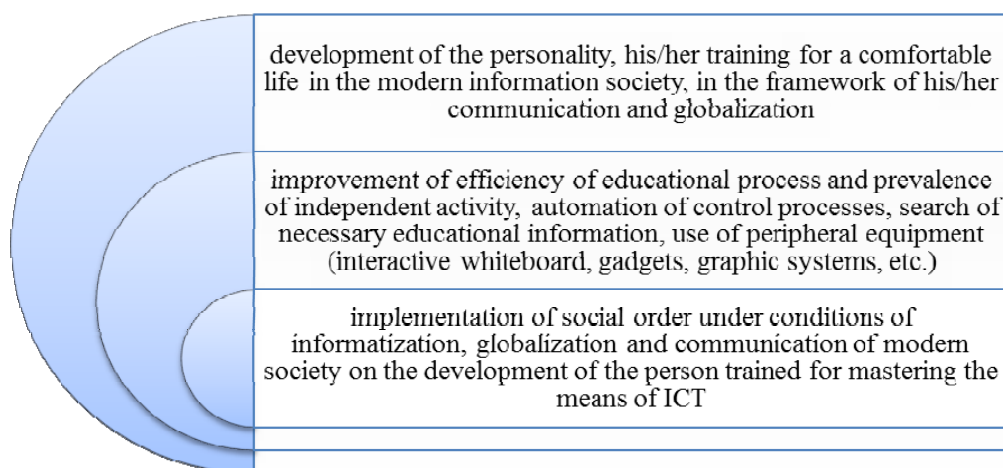 development of the personality, his/her training for a comfortable
life in the modern information society, in the framework of his/her
communication and globalization
improvement of efficiency of educational process and prevalence
of independent activity, automation of control processes, search of
necessary educational information, use of peripheral equipment
(interactive whiteboard, gadgets, graphic systems, etc.)
implementation of social order under conditions of
informatization, globalization and communication of modern
society on the development of the person trained for mastering the
means of ICT